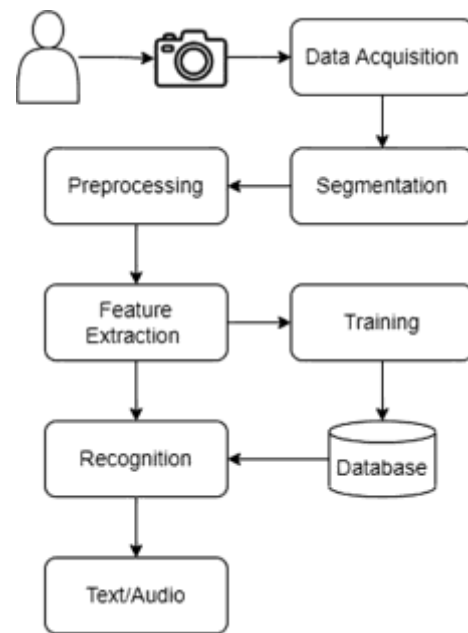 Data Acquisition
Preprocessing
Segmentation
Feature
Extraction
Training
Recognition
Database
Text/Audio